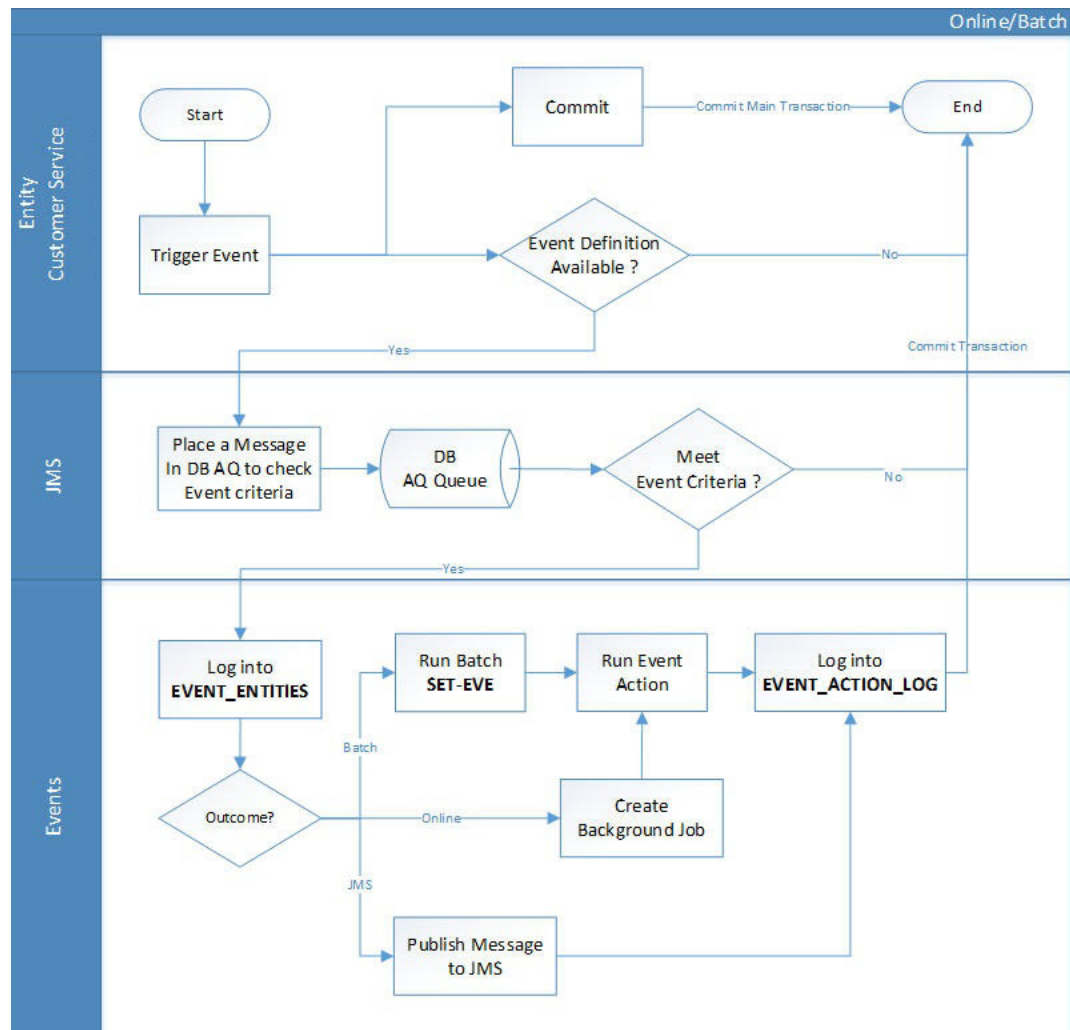 Online/Batch
Entity
Customer Service
Start
Commit
Commit Main Transaction
End
Trigger Event
Event Definition
Available ?
No
Yes
Commit Transaction
JMS
Place a Message
In DB AQ to check
Event criteria
DB
AQ Queue
Meet
Event Criteria ?
No
Yes
Events
Log into
EVENT_ENTITIES
Run Batch
SET-EVE
Run Event
Action
Log into
EVENT_ACTION_LOG
Batch
Outcome?
Online
Create
Background Job
JMS
Publish Message
to JMS